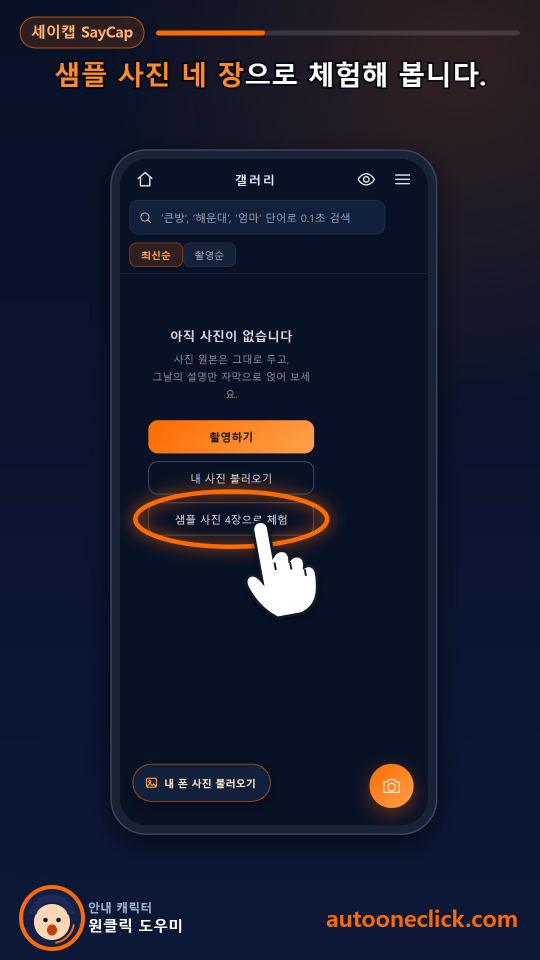 세이캡 SayCap
샘플 사진 네 장으로 체험해 봅니다.
갤러리
'큰방', '해운대', '엄마' 단어로 0.1초 검색
최신순
촬영순
아직 사진이 없습니다
사진 원본은 그대로 두고,
그날의 설명만 자막으로 얹어 보세
요.
촬영하기
내 사진 불러오기
샘플 사진 4장으로 체험
내 폰 사진 불러오기
안내 캐릭터
원클릭 도우미
autooneclick.com